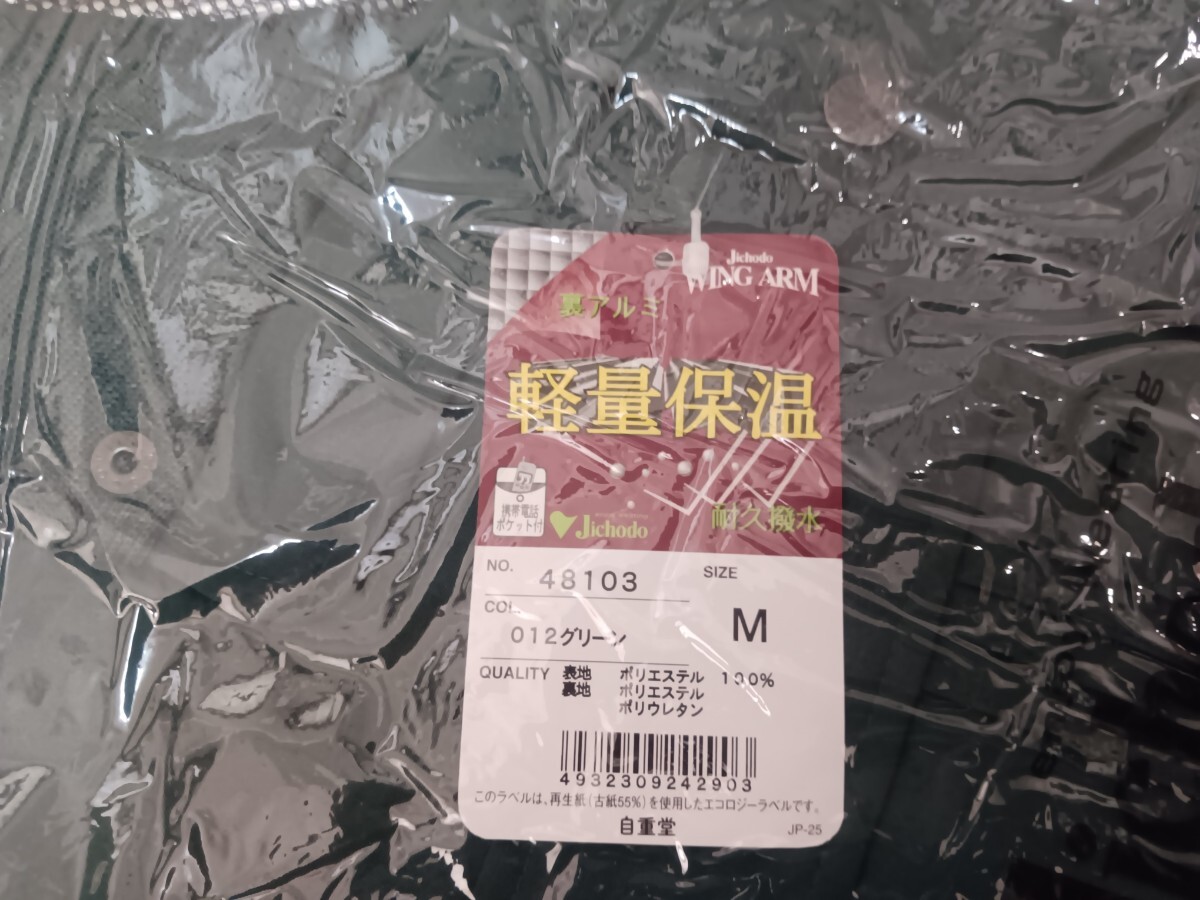 Jichodo
WING ARM
裏アルミ
軽量保温
携帯電話
ポケット付
Jichodo
耐久撥水
NO. 48103
SIZE
M
COL.
012グリーン
QUALITY 表地 ポリエステル 100%
裏地 ポリエステル
ポリウレタン
4932309242903
このラベルは、再生紙(古紙55%)を使用したエコロジーラベルです。
自重堂
JP-25